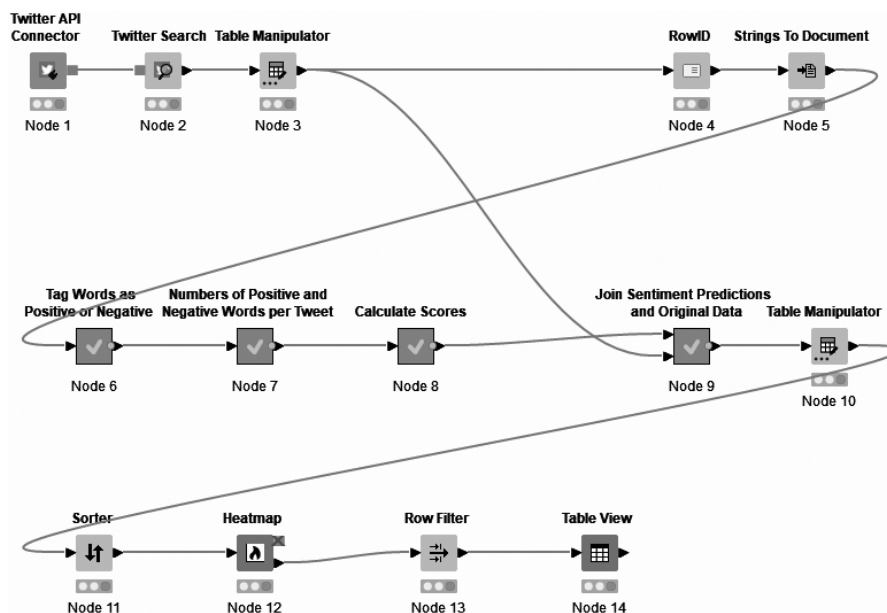 Twitter API
Connector
Twitter Search
Table Manipulator
RowID
Strings To Document
Node 1
Node 2
Node 3
Node 4
Node 5
Tag Words as
Positive or Negative
Numbers of Positive and
Negative Words per Tweet
Calculate Scores
Join Sentiment Predictions
and Original Data
Table Manipulator
Node 6
Node 7
Node 8
Node 9
Node 10
Sorter
Heatmap
Row Filter
Table View
Node 11
Node 12
Node 13
Node 14